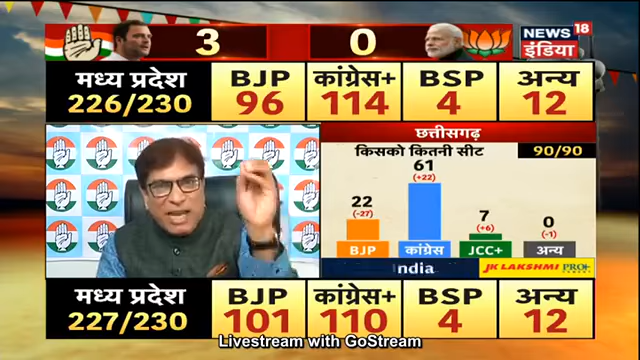 3 0
NEWS 18
इंडिया
मध्य प्रदेश BJP कांग्रेस+ BSP अन्य
226/230 96 114 4 12
छत्तीसगढ़
किसको कितनी सीट 90/90
22 61 7 0
(-27) (+22) (+6) (-1)
BJP कांग्रेस JCC+ अन्य
India JK LAKSHMI PRO+
मध्य प्रदेश BJP कांग्रेस+ BSP अन्य
227/230 101 110 4 12
Livestream with GoStream